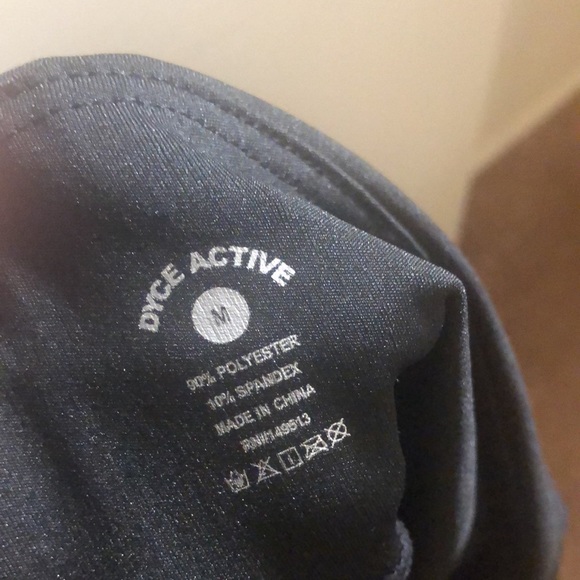 DYCE ACTIVE
M
90% POLYESTER
10% SPANDEX
MADE IN CHINA
RN#149513